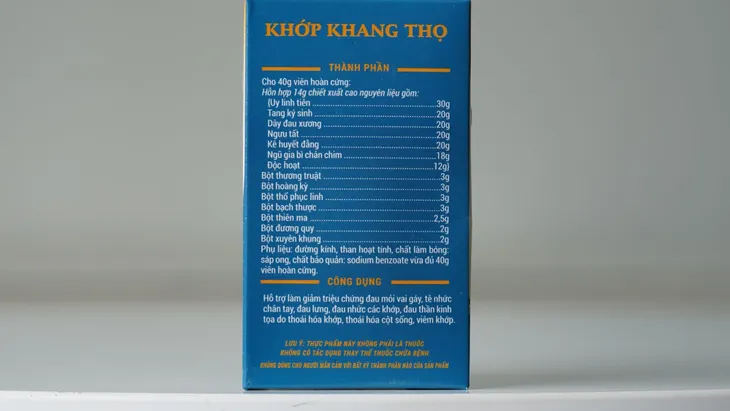 KHỚP KHANG THỌ
THÀNH PHẦN
Cho 40g viên hoàn cứng:
Hỗn hợp 14g chiết xuất cao nguyên liệu gồm:
(Uy linh tiên ........ 30g
Tang ký sinh ........ 20g
Dây đau xương ........ 20g
Ngưu tất ........ 20g
Kê huyết đằng ........ 20g
Ngũ gia bì chân chim ........ 18g
Độc hoạt ........ 12g)
Bột thương truật ........ 3g
Bột hoàng kỳ ........ 3g
Bột thổ phục linh ........ 3g
Bột bạch thược ........ 3g
Bột thiên ma ........ 2,5g
Bột đương quy ........ 2g
Bột xuyên khung ........ 2g
Phụ liệu: đường kính, than hoạt tính, chất làm bóng:
sáp ong, chất bảo quản: sodium benzoate vừa đủ 40g
viên hoàn cứng.
CÔNG DỤNG
Hỗ trợ làm giảm triệu chứng đau mỏi vai gáy, tê nhức
chân tay, đau lưng, đau nhức các khớp, đau thần kinh
tọa do thoái hóa khớp, thoái hóa cột sống, viêm khớp.
LƯU Ý: THỰC PHẨM NÀY KHÔNG PHẢI LÀ THUỐC
KHÔNG CÓ TÁC DỤNG THAY THẾ THUỐC CHỮA BỆNH
KHÔNG DÙNG CHO NGƯỜI MẪN CẢM VỚI BẤT KỲ THÀNH PHẦN NÀO CỦA SẢN PHẨM